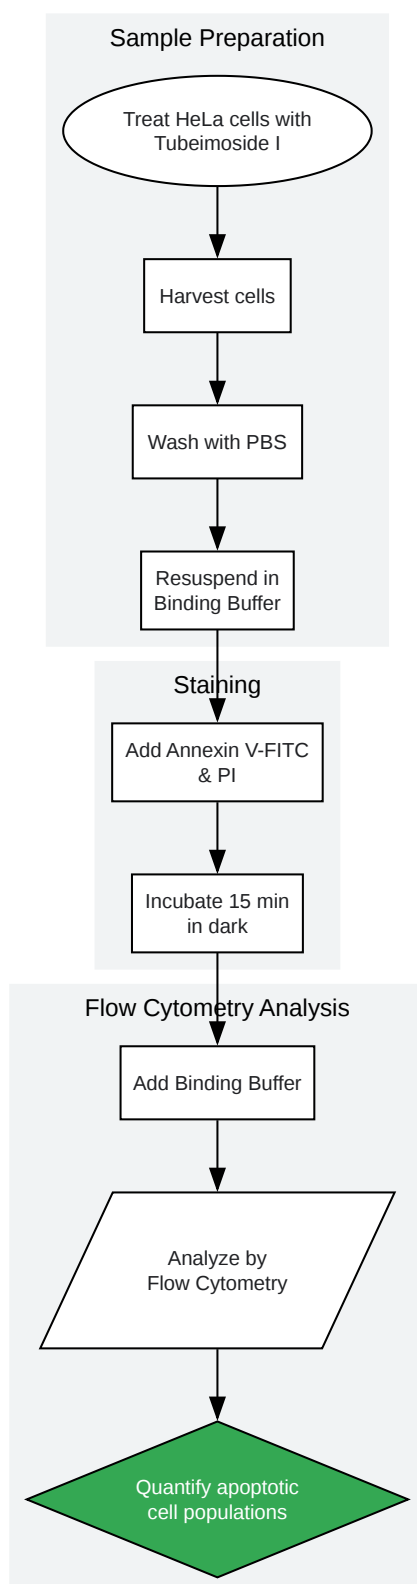 Sample Preparation
Treat HeLa cells with
Tubeimoside I
Harvest cells
Wash with PBS
Resuspend in
Binding Buffer
Staining
Add Annexin V-FITC
& PI
Incubate 15 min
in dark
Flow Cytometry Analysis
Add Binding Buffer
Analyze by
Flow Cytometry
Quantify apoptotic
cell populations